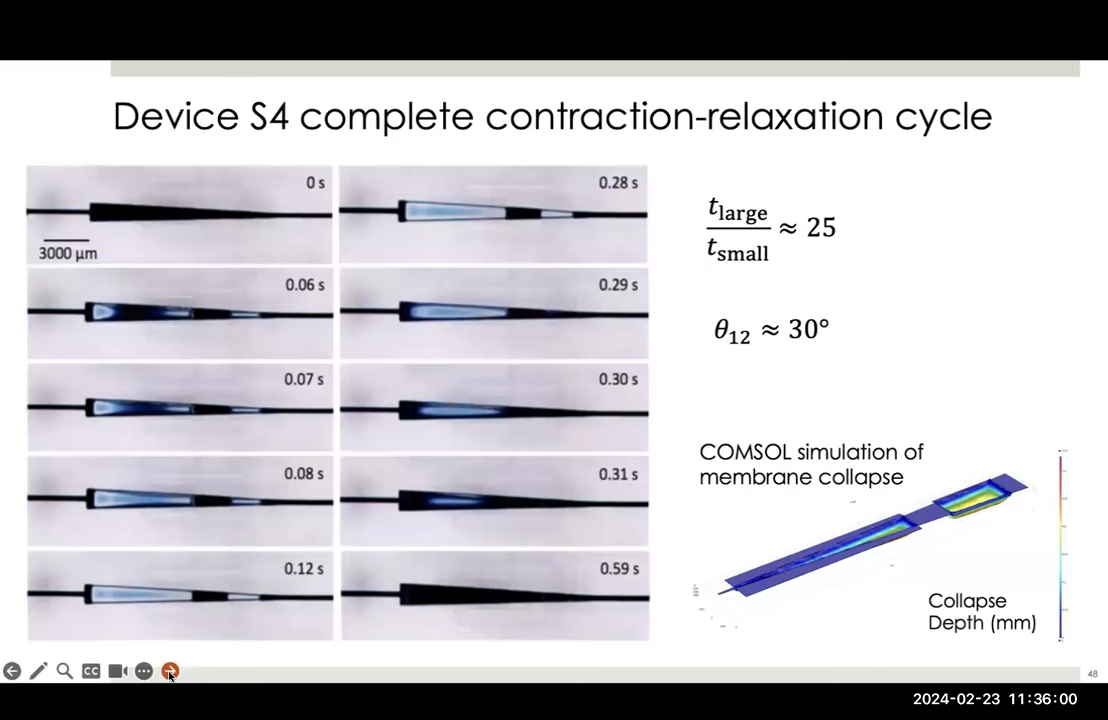 Device S4 complete contraction-relaxation cycle
0 s
3000 µm
0.06 s
0.07 s
0.08 s
0.12 s
0.28 s
0.29 s
0.30 s
0.31 s
0.59 s
t_large / t_small ≈ 25
θ₁₂ ≈ 30°
COMSOL simulation of
membrane collapse
Collapse
Depth (mm)
CC
48
2024-02-23 11:36:00